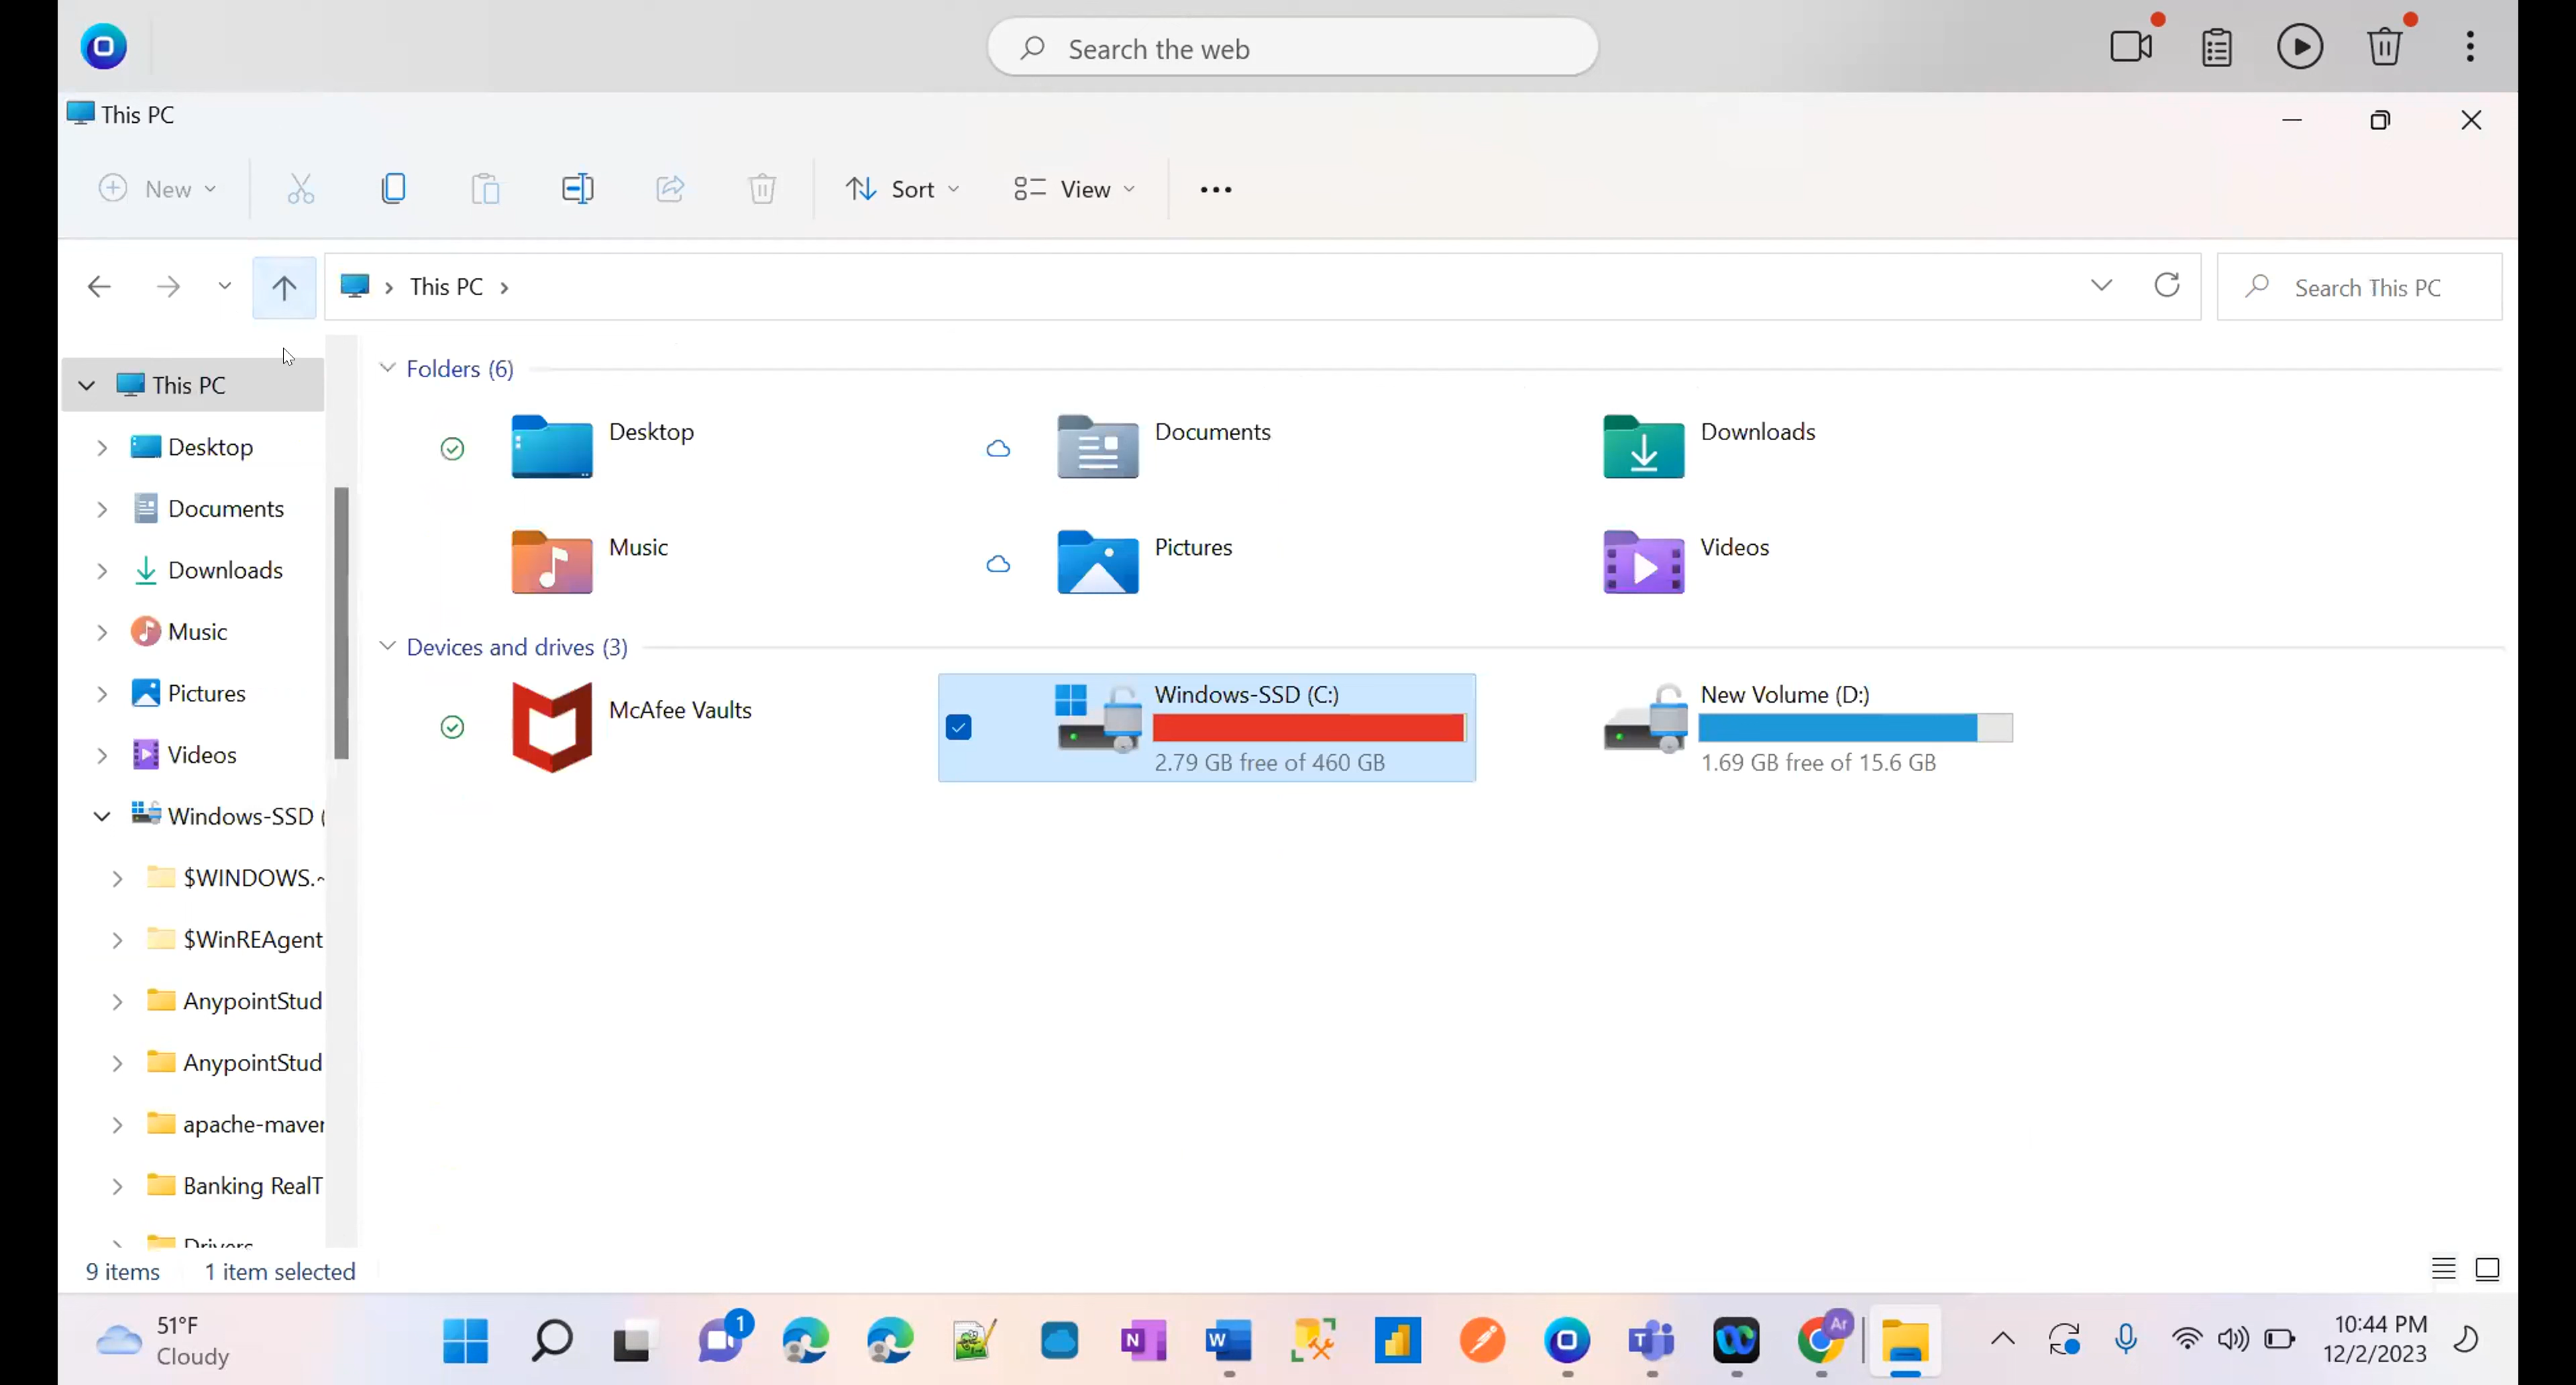 Search the web
This PC
New
Sort
View
This PC
Search This PC
This PC
Desktop
Documents
Downloads
Music
Pictures
Videos
Windows-SSD (
$WINDOWS.~
$WinREAgent
AnypointStud
AnypointStud
apache-maven
Banking RealT
Drivers
Folders (6)
Desktop
Documents
Downloads
Music
Pictures
Videos
Devices and drives (3)
McAfee Vaults
Windows-SSD (C:)
2.79 GB free of 460 GB
New Volume (D:)
1.69 GB free of 15.6 GB
9 items
1 item selected
51°F
Cloudy
1
N
W
T
Ar
10:44 PM
12/2/2023